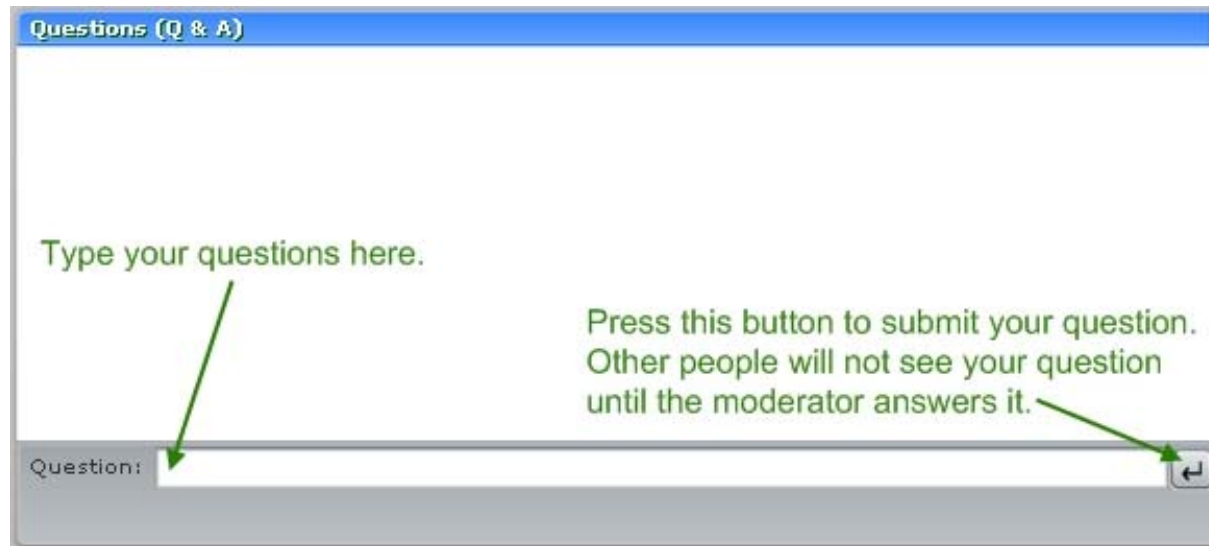 Questions (Q & A)
Type your questions here.
Press this button to submit your question.
Other people will not see your question
until the moderator answers it.
Question: